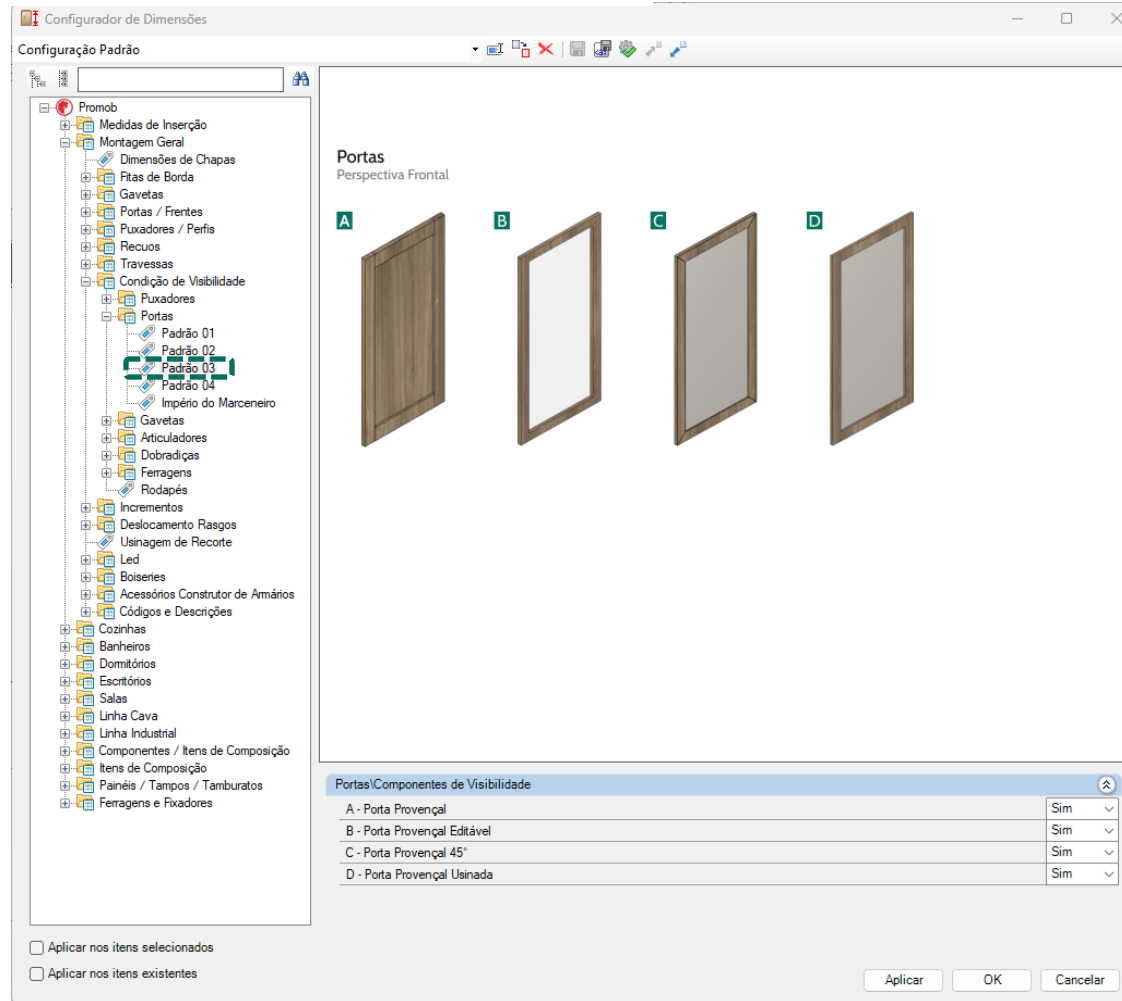 Configurador de Dimensões
Configuração Padrão
Promob
Medidas de Inserção
Montagem Geral
Dimensões de Chapas
Fitas de Borda
Gavetas
Portas / Frentes
Puxadores / Perfis
Recuos
Travessas
Condição de Visibilidade
Puxadores
Portas
Padrão 01
Padrão 02
Padrão 03
Padrão 04
Império do Marceneiro
Gavetas
Articuladores
Dobradiças
Ferragens
Rodapés
Incrementos
Deslocamento Rasgos
Usinagem de Recorte
Led
Boiseries
Acessórios Construtor de Armários
Códigos e Descrições
Cozinhas
Banheiros
Dormitórios
Escritórios
Salas
Linha Cava
Linha Industrial
Componentes / Itens de Composição
Itens de Composição
Painéis / Tampos / Tamburatos
Ferragens e Fixadores
Portas
Perspectiva Frontal
A B C D
Portas\Componentes de Visibilidade
A - Porta Provençal Sim
B - Porta Provençal Editável Sim
C - Porta Provençal 45° Sim
D - Porta Provençal Usinada Sim
Aplicar nos itens selecionados
Aplicar nos itens existentes
Aplicar OK Cancelar